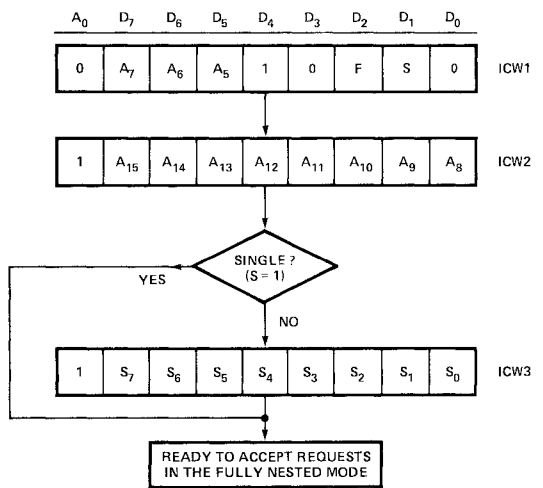 A0 D7 D6 D5 D4 D3 D2 D1 D0
0 A7 A6 A5 1 0 F S 0 ICW1
1 A15 A14 A13 A12 A11 A10 A9 A8 ICW2
SINGLE ?
(S = 1)
YES
NO
1 S7 S6 S5 S4 S3 S2 S1 S0 ICW3
READY TO ACCEPT REQUESTS
IN THE FULLY NESTED MODE